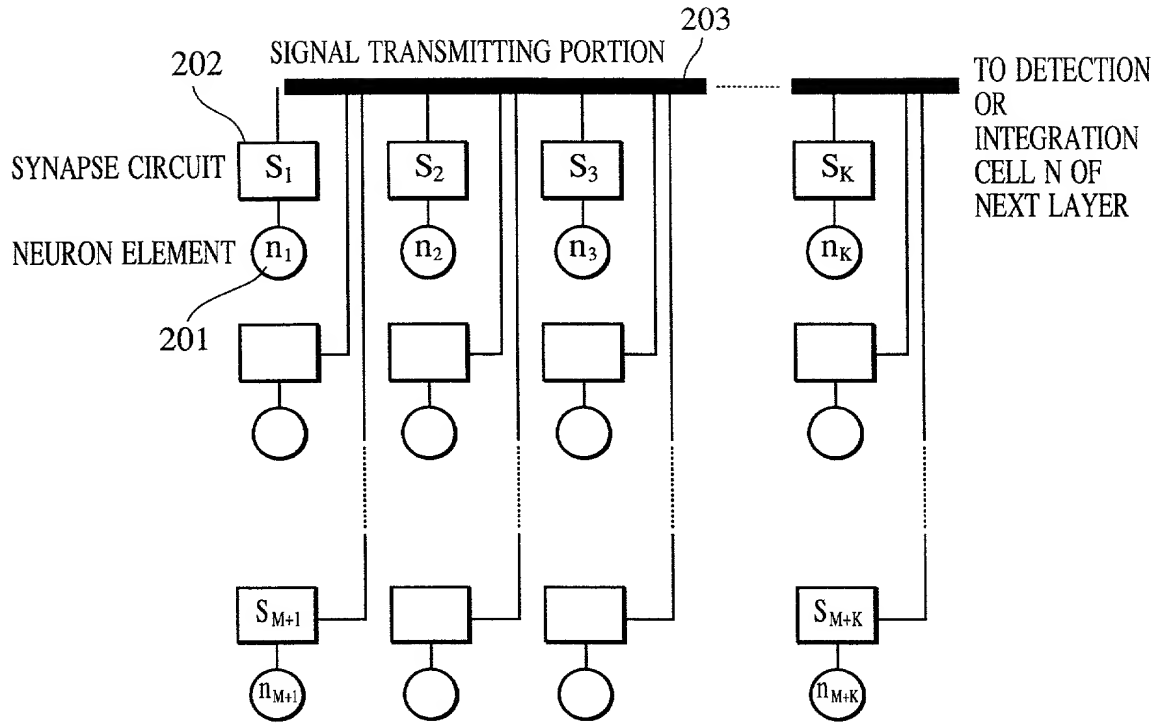 203
SIGNAL TRANSMITTING PORTION
202
TO DETECTION
OR
INTEGRATION
CELL N OF
NEXT LAYER
SYNAPSE CIRCUIT
S1 S2 S3 SK
NEURON ELEMENT
n1 n2 n3 nK
201
SM+1 SM+K
nM+1 nM+K